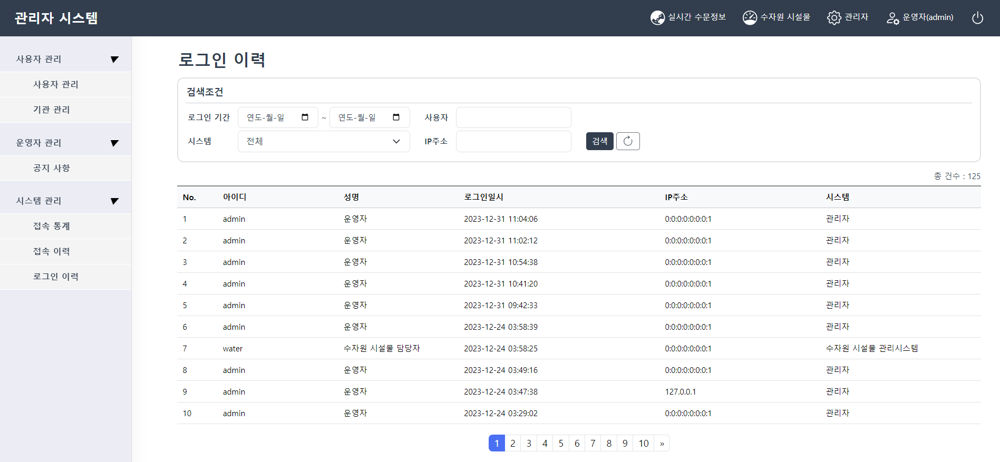 관리자 시스템
실시간 수문정보 수자원 시설물 관리자 운영자(admin)
사용자 관리
사용자 관리
기관 관리
운영자 관리
공지 사항
시스템 관리
접속 통계
접속 이력
로그인 이력
로그인 이력
검색조건
로그인 기간 연도-월-일 ~ 연도-월-일 사용자
시스템 전체 IP주소 검색
총 건수 : 125
No. 아이디 성명 로그인일시 IP주소 시스템
1 admin 운영자 2023-12-31 11:04:06 0:0:0:0:0:0:0:1 관리자
2 admin 운영자 2023-12-31 11:02:12 0:0:0:0:0:0:0:1 관리자
3 admin 운영자 2023-12-31 10:54:38 0:0:0:0:0:0:0:1 관리자
4 admin 운영자 2023-12-31 10:41:20 0:0:0:0:0:0:0:1 관리자
5 admin 운영자 2023-12-31 09:42:33 0:0:0:0:0:0:0:1 관리자
6 admin 운영자 2023-12-24 03:58:39 0:0:0:0:0:0:0:1 관리자
7 water 수자원 시설물 담당자 2023-12-24 03:58:25 0:0:0:0:0:0:0:1 수자원 시설물 관리시스템
8 admin 운영자 2023-12-24 03:49:16 0:0:0:0:0:0:0:1 관리자
9 admin 운영자 2023-12-24 03:47:38 127.0.0.1 관리자
10 admin 운영자 2023-12-24 03:29:02 0:0:0:0:0:0:0:1 관리자
1 2 3 4 5 6 7 8 9 10 »